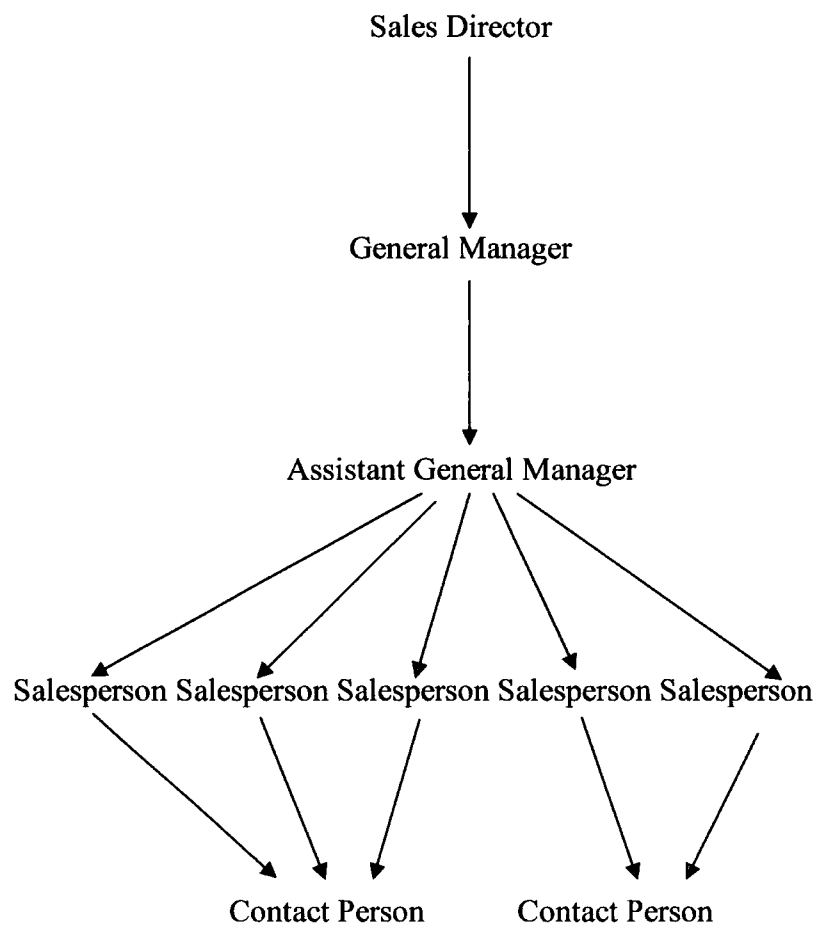 Sales Director
General Manager
Assistant General Manager
Salesperson Salesperson Salesperson Salesperson Salesperson
Contact Person Contact Person